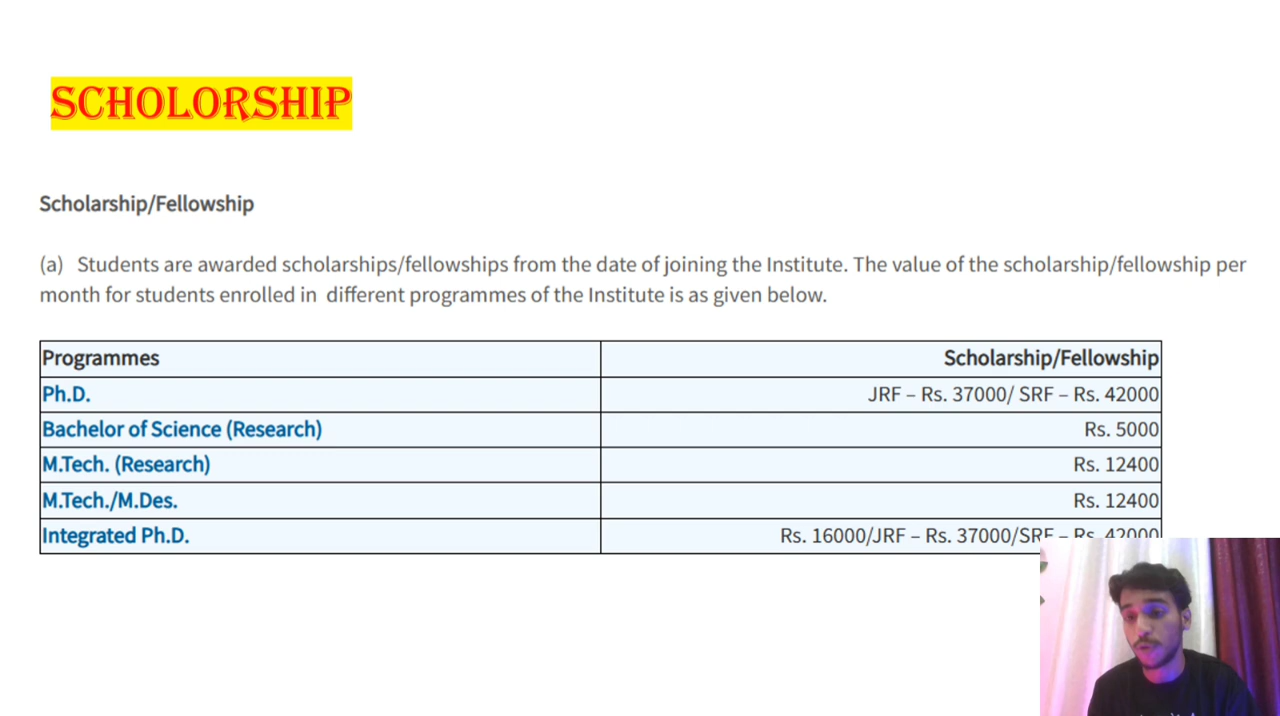 SCHOLORSHIP
Scholarship/Fellowship
(a) Students are awarded scholarships/fellowships from the date of joining the Institute. The value of the scholarship/fellowship per
month for students enrolled in different programmes of the Institute is as given below.
Programmes Scholarship/Fellowship
Ph.D. JRF – Rs. 37000/ SRF – Rs. 42000
Bachelor of Science (Research) Rs. 5000
M.Tech. (Research) Rs. 12400
M.Tech./M.Des. Rs. 12400
Integrated Ph.D. Rs. 16000/JRF – Rs. 37000/SRF – Rs. 42000